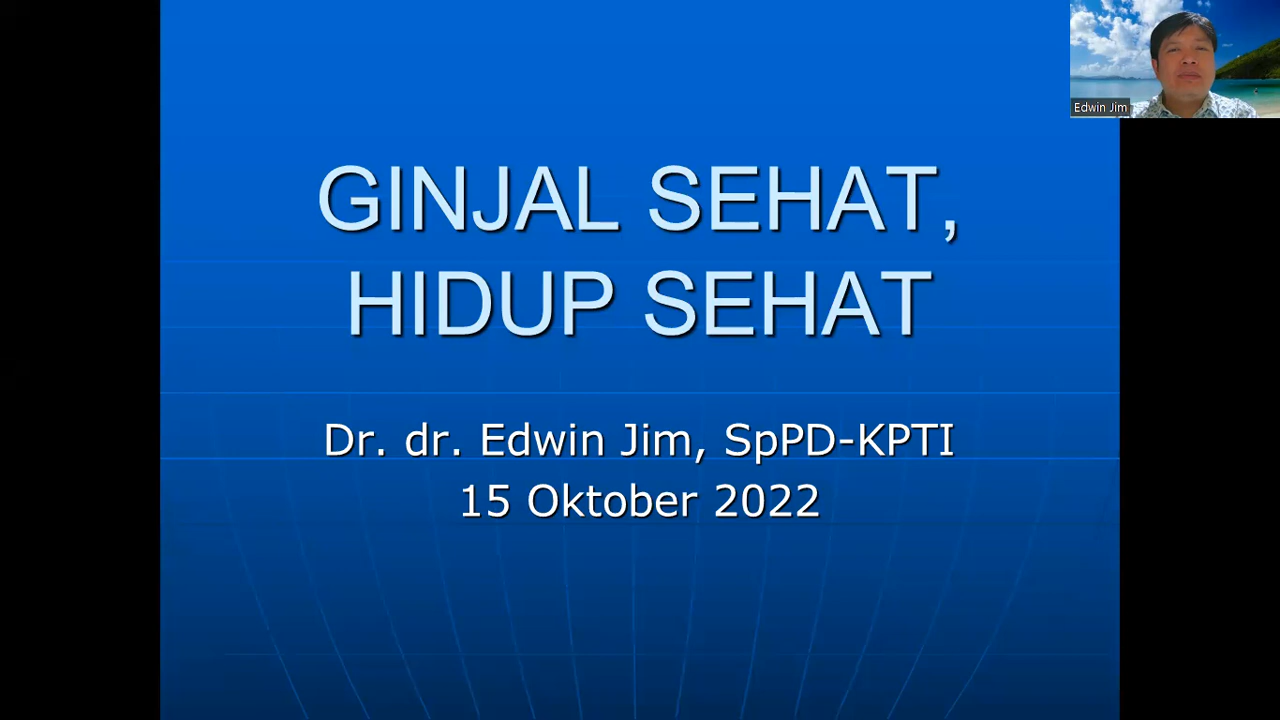 Edwin Jim
GINJAL SEHAT,
HIDUP SEHAT
Dr. dr. Edwin Jim, SpPD-KPTI
15 Oktober 2022